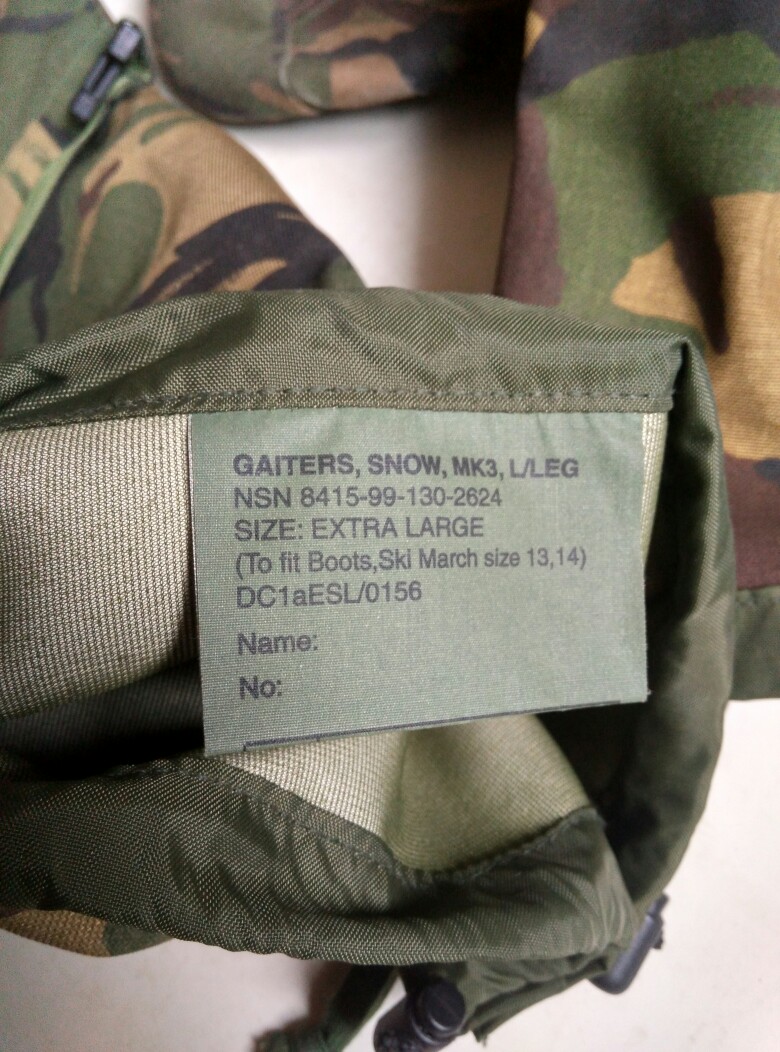 GAITERS, SNOW, MK3, L/LEG
NSN 8415-99-130-2624
SIZE: EXTRA LARGE
(To fit Boots,Ski March size 13,14)
DC1aESL/0156
Name:
No: